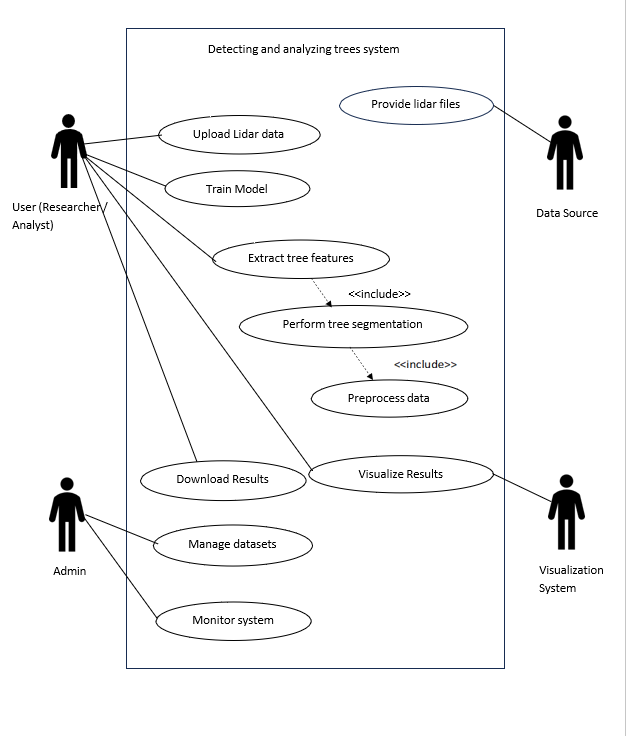 Detecting and analyzing trees system
Provide lidar files
Upload Lidar data
Train Model
User (Researcher /
Analyst)
Data Source
Extract tree features
<<include>>
Perform tree segmentation
<<include>>
Preprocess data
Download Results
Visualize Results
Manage datasets
Admin
Visualization
System
Monitor system